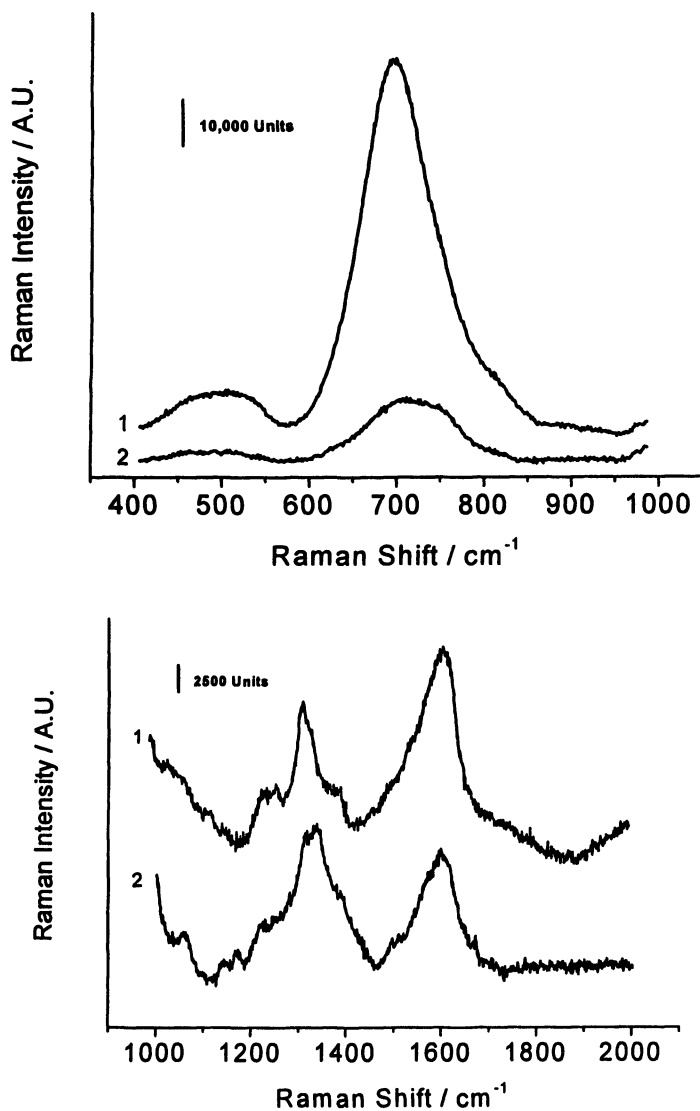 Raman Intensity / A.U.
10,000 Units
1
2
400 500 600 700 800 900 1000
Raman Shift / cm⁻¹
Raman Intensity / A.U.
2500 Units
1
2
1000 1200 1400 1600 1800 2000
Raman Shift / cm⁻¹